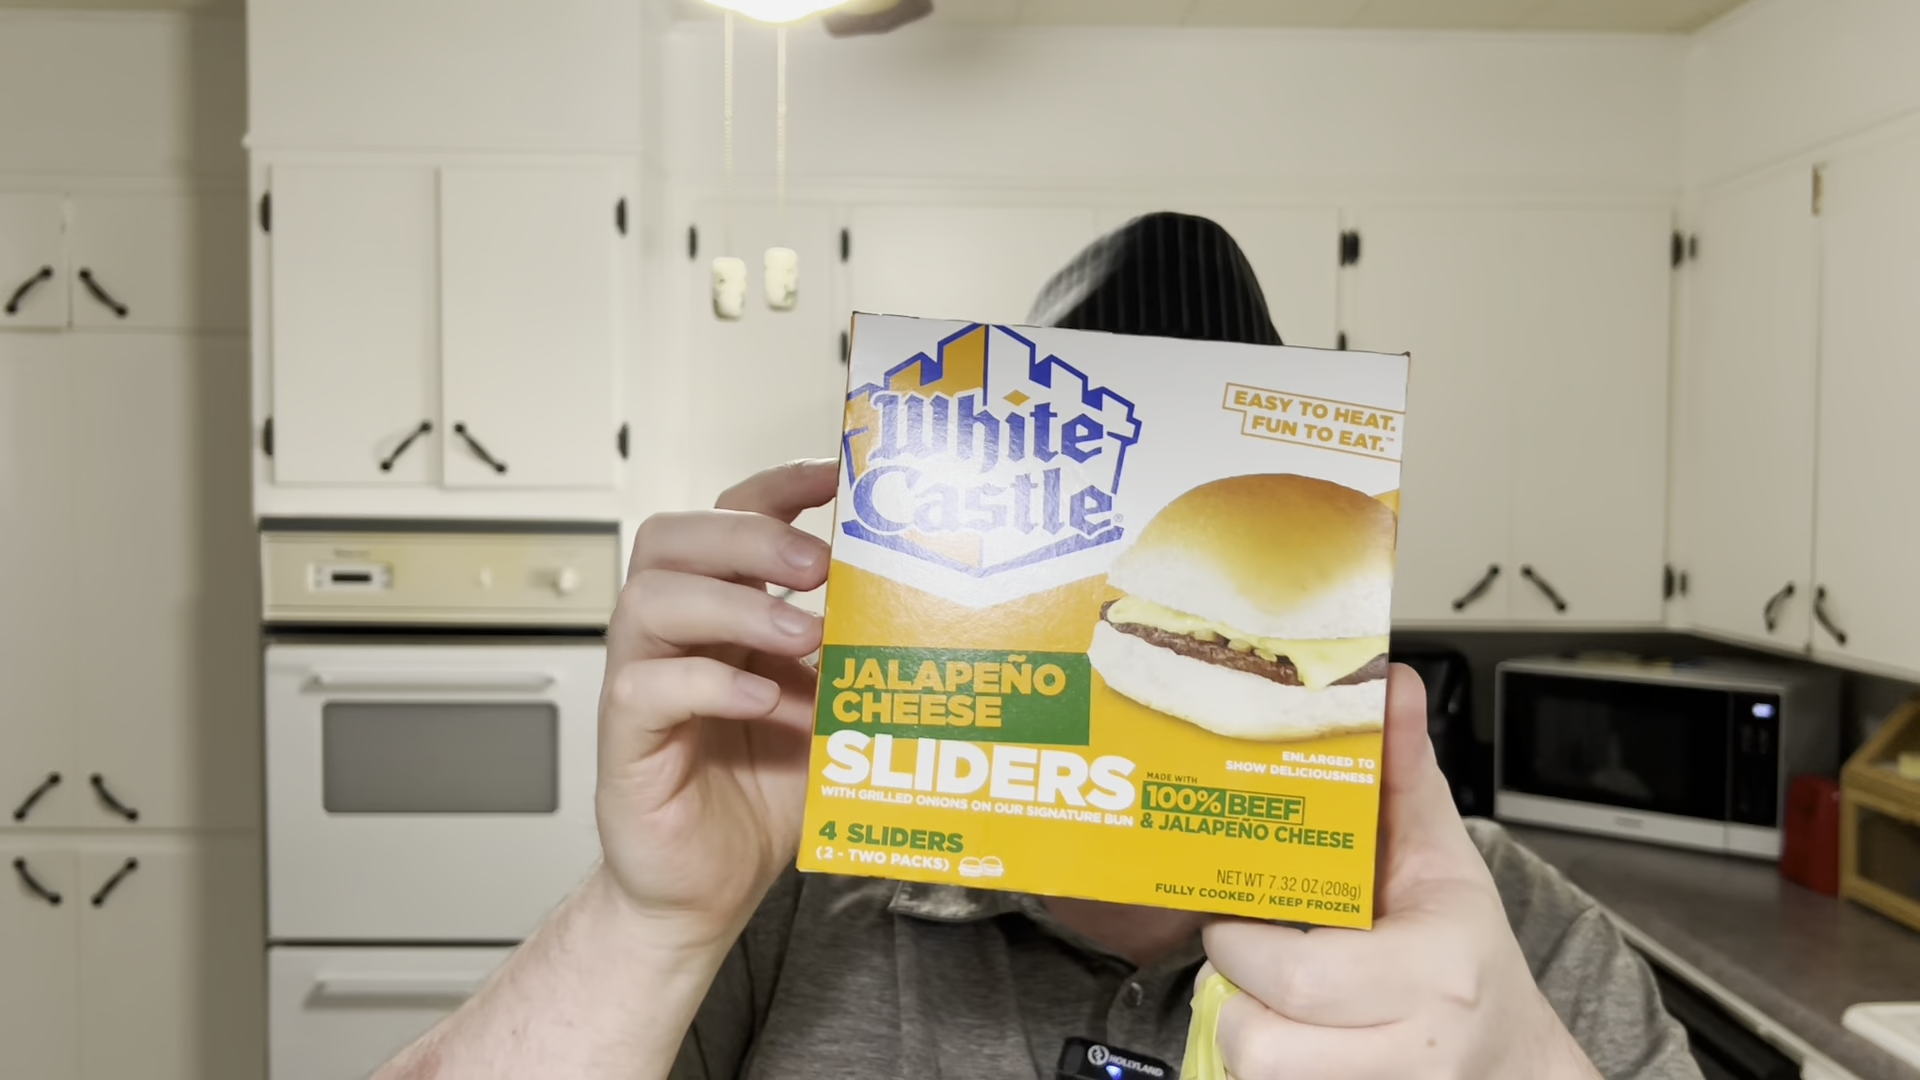 White
Castle®
EASY TO HEAT.
FUN TO EAT.™
JALAPEÑO
CHEESE
SLIDERS
WITH GRILLED ONIONS ON OUR SIGNATURE BUN
4 SLIDERS
(2 - TWO PACKS)
ENLARGED TO
SHOW DELICIOUSNESS
MADE WITH
100% BEEF
& JALAPEÑO CHEESE
NET WT 7.32 OZ (208g)
FULLY COOKED / KEEP FROZEN
HOLLYLAND